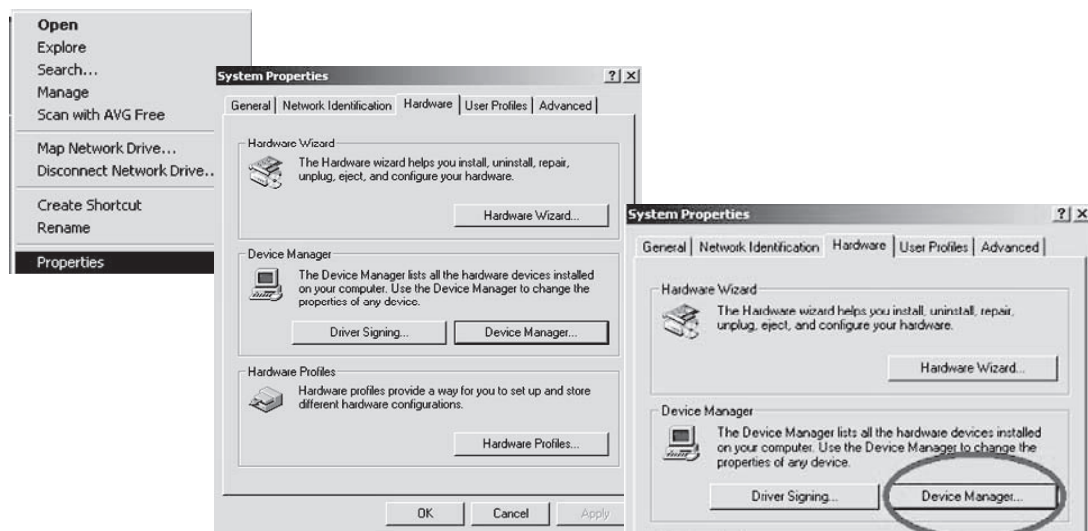 Open
Explore
Search...
Manage
Scan with AVG Free
Map Network Drive...
Disconnect Network Drive..
Create Shortcut
Rename
Properties
System Properties
General
Network Identification
Hardware
User Profiles
Advanced
Hardware Wizard
The Hardware wizard helps you install, uninstall, repair,
unplug, eject, and configure your hardware.
Hardware Wizard...
Device Manager
The Device Manager lists all the hardware devices installed
on your computer. Use the Device Manager to change the
properties of any device.
Driver Signing...
Device Manager...
Hardware Profiles
Hardware profiles provide a way for you to set up and store
different hardware configurations.
Hardware Profiles...
OK
Cancel
Apply
System Properties
General
Network Identification
Hardware
User Profiles
Advanced
Hardware Wizard
The Hardware wizard helps you install, uninstall, repair,
unplug, eject, and configure your hardware.
Hardware Wizard...
Device Manager
The Device Manager lists all the hardware devices installed
on your computer. Use the Device Manager to change the
properties of any device.
Driver Signing...
Device Manager...